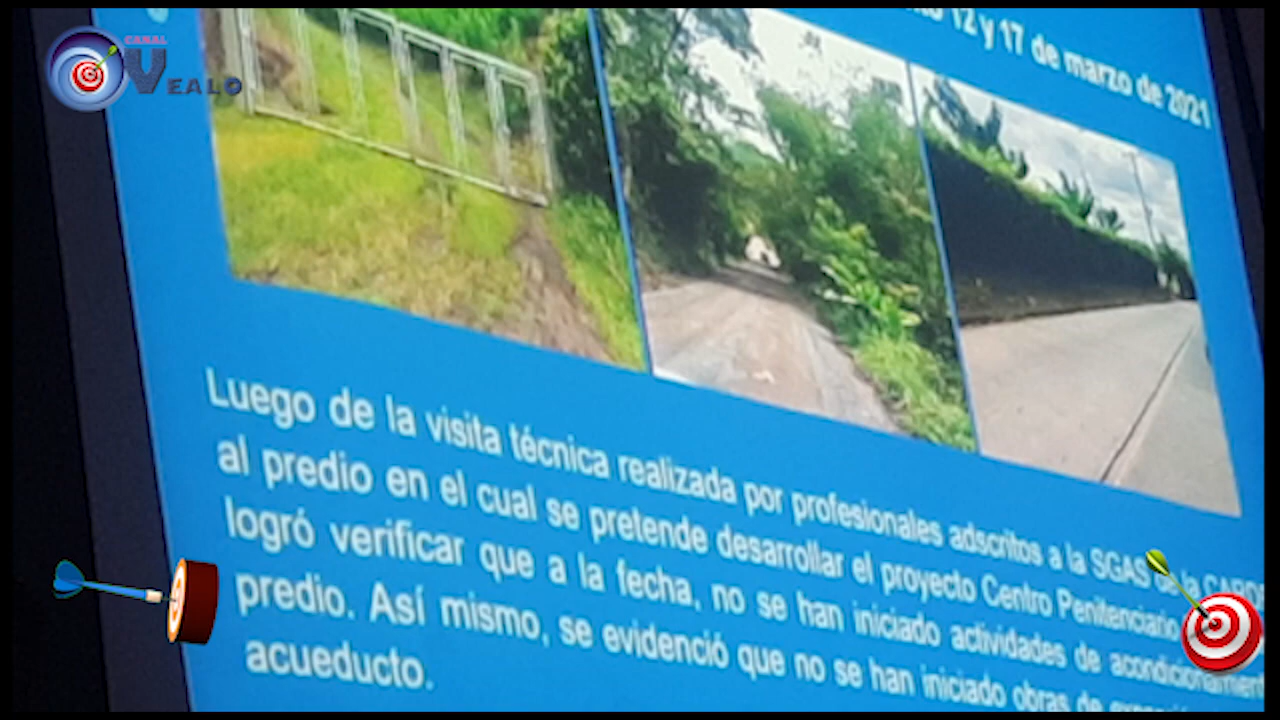 CANAL
VEALO
12 y 17 de marzo de 2021
Luego de la visita técnica realizada por profesionales adscritos a la SGAS de la
al predio en el cual se pretende desarrollar el proyecto Centro Penitenciario
logró verificar que a la fecha, no se han iniciado actividades de
predio. Así mismo, se evidenció que no se han iniciado obras de
acueducto.